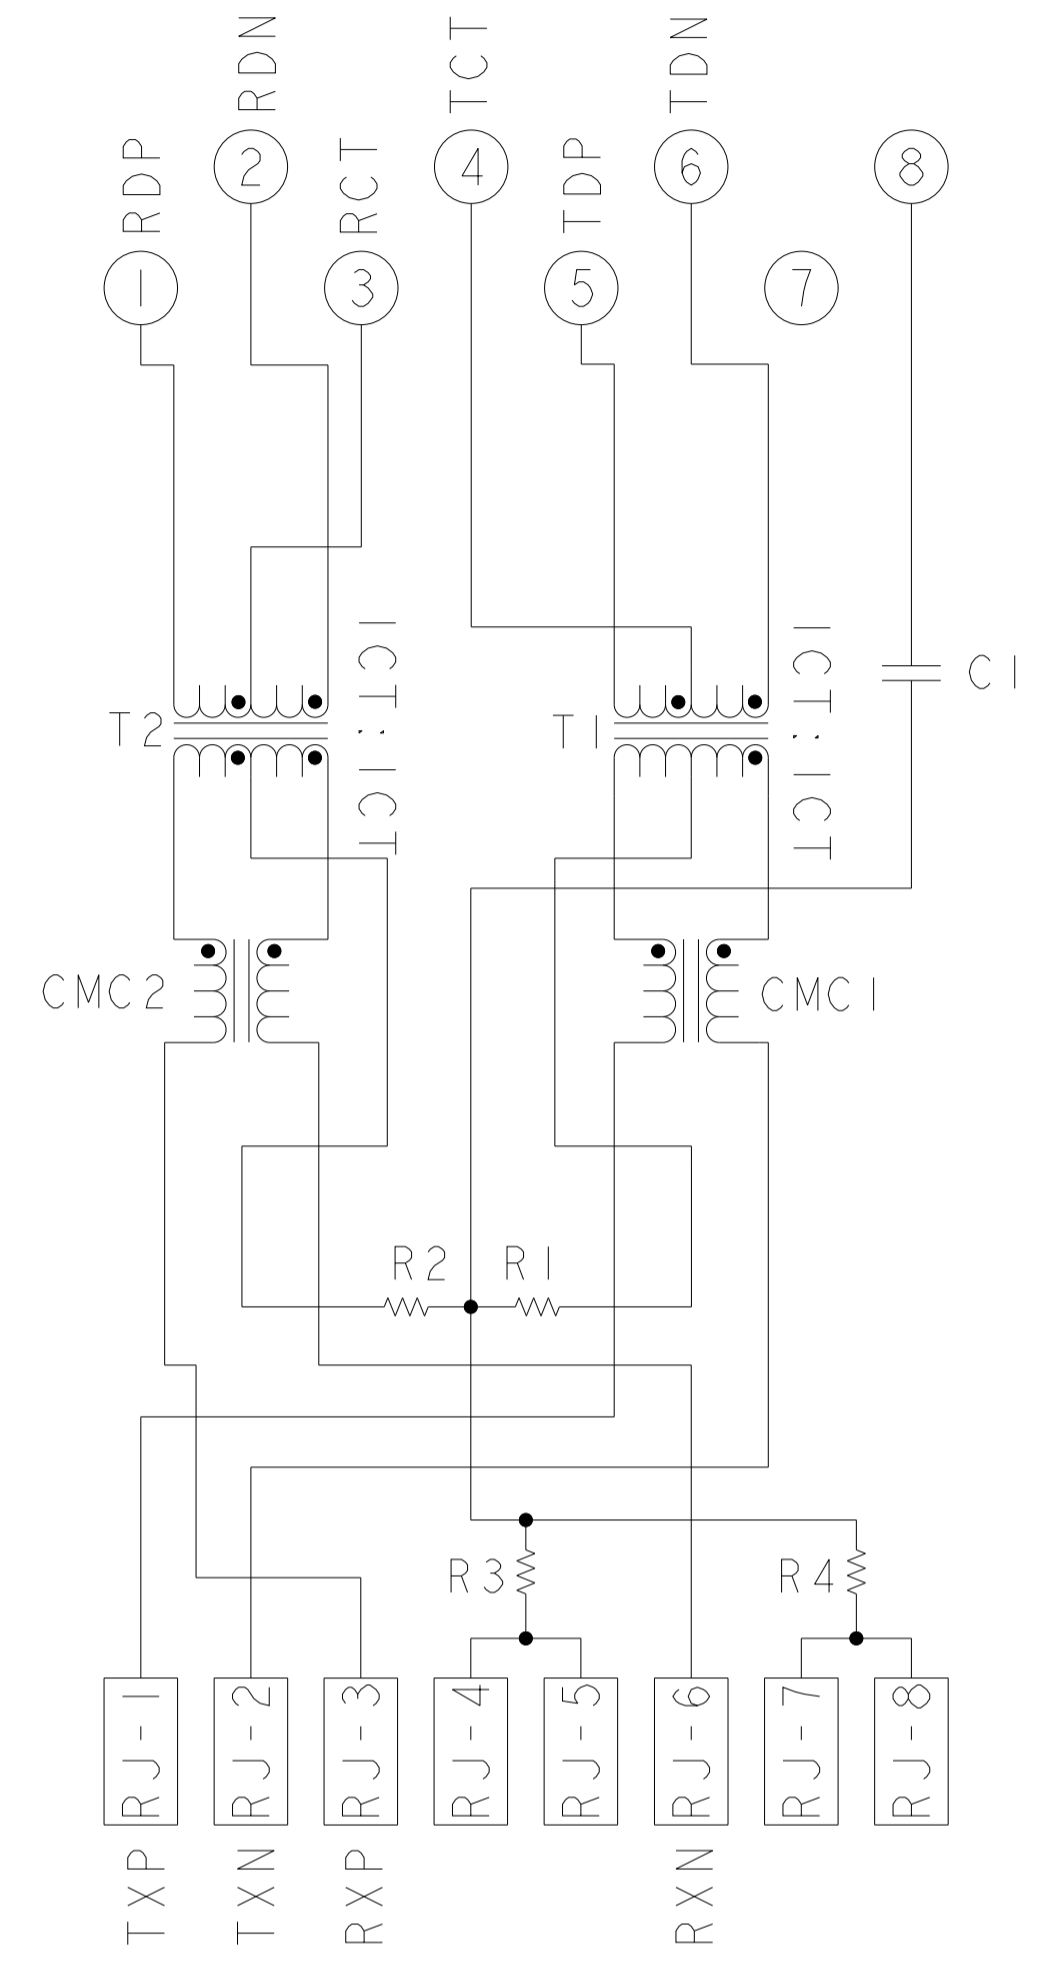 RDN
TCT
TDN
RDP
RCT
TDP
2
4
6
8
1
3
5
7
1CT:1CT
1CT:1CT
C1
T2
T1
CMC2
CMC1
R2
R1
R3
R4
RJ-1
RJ-2
RJ-3
RJ-4
RJ-5
RJ-6
RJ-7
RJ-8
TXP
TXN
RXP
RXN